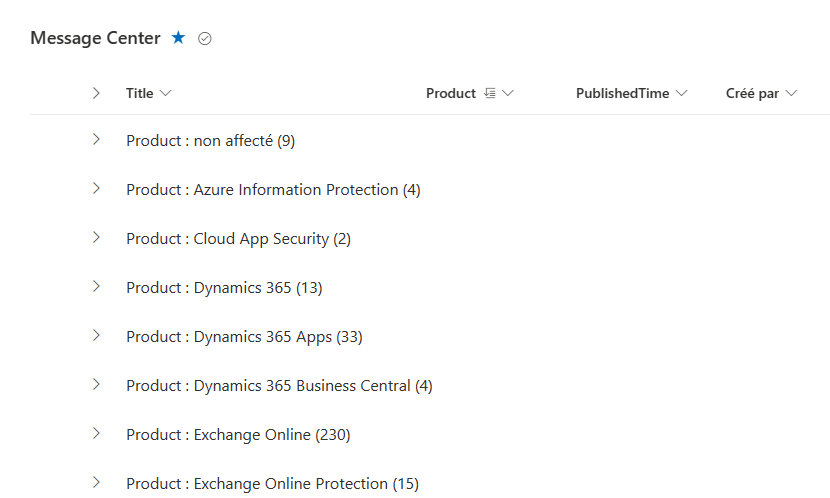 Message Center
Title Product PublishedTime Créé par
Product : non affecté (9)
Product : Azure Information Protection (4)
Product : Cloud App Security (2)
Product : Dynamics 365 (13)
Product : Dynamics 365 Apps (33)
Product : Dynamics 365 Business Central (4)
Product : Exchange Online (230)
Product : Exchange Online Protection (15)